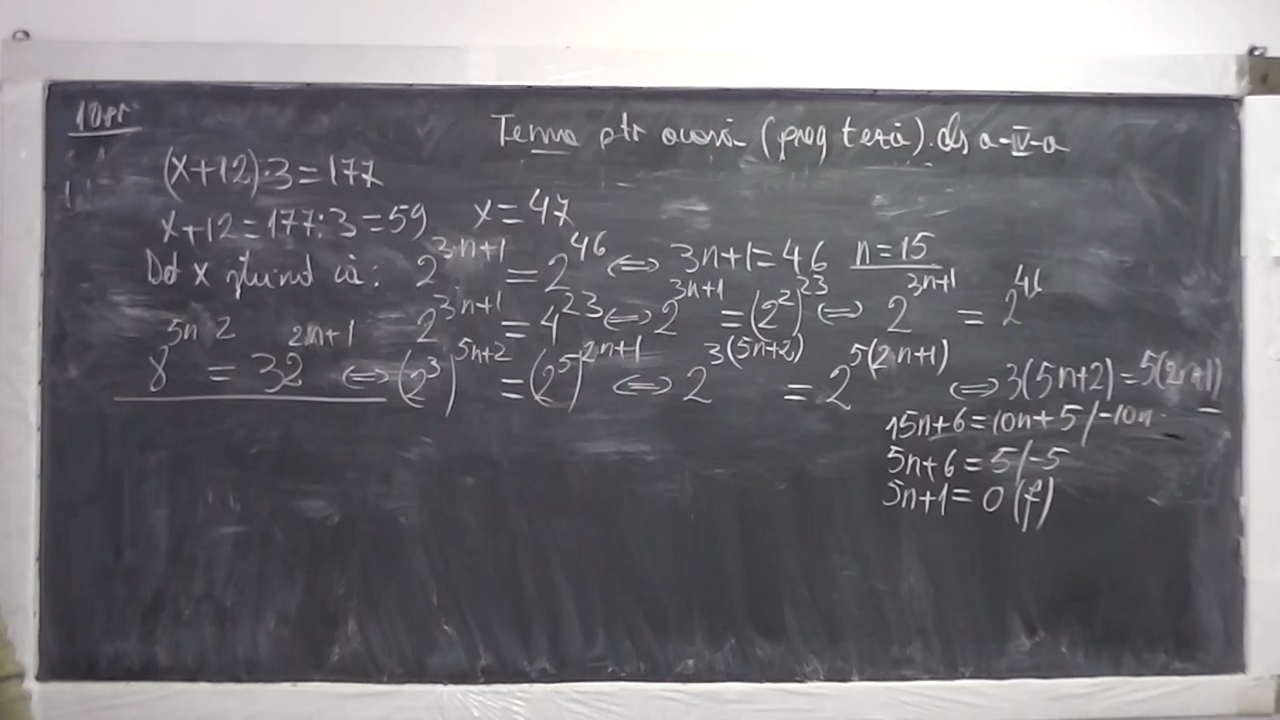 10pt
Tema ptr acasă (preg teză). cls a-IV-a
(x+12)·3=177
x+12=177:3=59 x=47
Det x știind că: 2^{3n+1} = 2^{46} ⇔ 3n+1=46 n=15
2^{3n+1} = 4^{23} ⇔ 2^{3n+1} = (2^2)^{23} ⇔ 2^{3n+1} = 2^{46}
8^{5n 2} = 32^{2n+1} ⇔ (2^3)^{5n+2} = (2^5)^{2n+1} ⇔ 2^{3(5n+2)} = 2^{5(2n+1)} ⇔ 3(5n+2)=5(2n+1)
15n+6=10n+5/-10n
5n+6=5/-5
5n+1=0 (f)